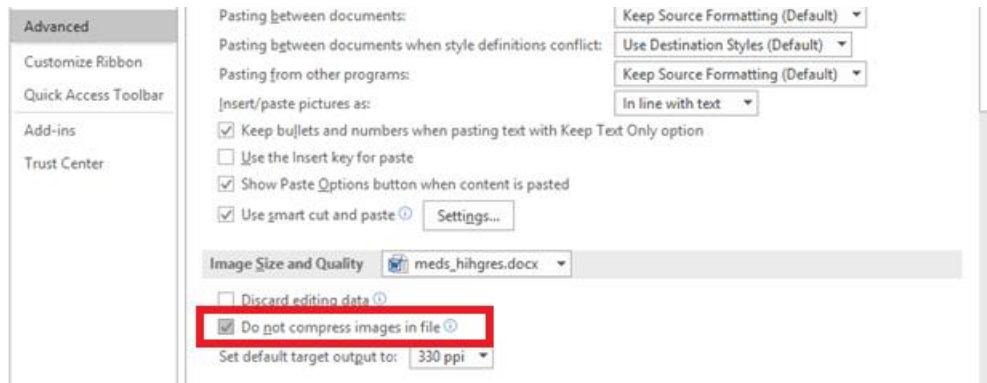 Advanced
Customize Ribbon
Quick Access Toolbar
Add-ins
Trust Center
Pasting between documents: Keep Source Formatting (Default)
Pasting between documents when style definitions conflict: Use Destination Styles (Default)
Pasting from other programs: Keep Source Formatting (Default)
Insert/paste pictures as: In line with text
Keep bullets and numbers when pasting text with Keep Text Only option
Use the Insert key for paste
Show Paste Options button when content is pasted
Use smart cut and paste Settings...
Image Size and Quality meds_hihgres.docx
Discard editing data
Do not compress images in file
Set default target output to: 330 ppi